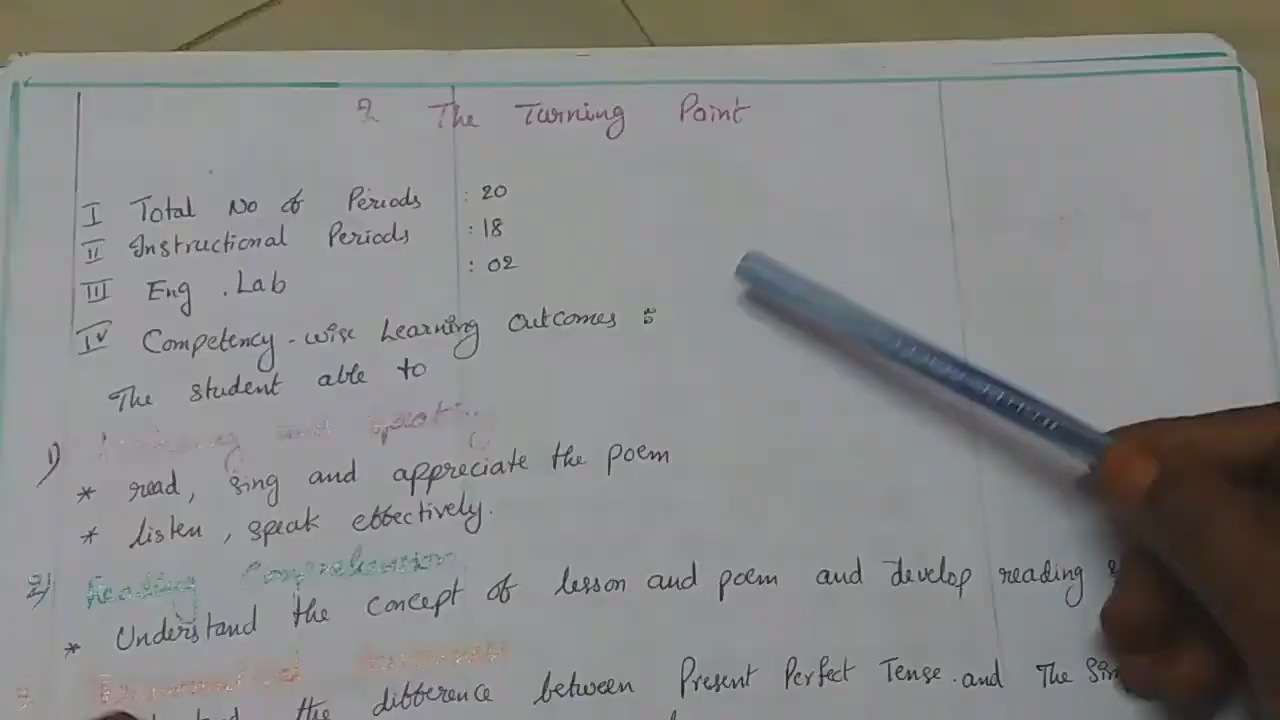 2 The Turning Point
I Total No of Periods : 20
II Instructional Periods : 18
III Eng . Lab : 02
IV Competency - wise Learning outcomes :
The student able to
1)
* read, sing and appreciate the poem
* listen, speak effectively.
2) Reading Comprehension
* Understand the concept of lesson and poem and develop reading
the difference between Present Perfect Tense . and The